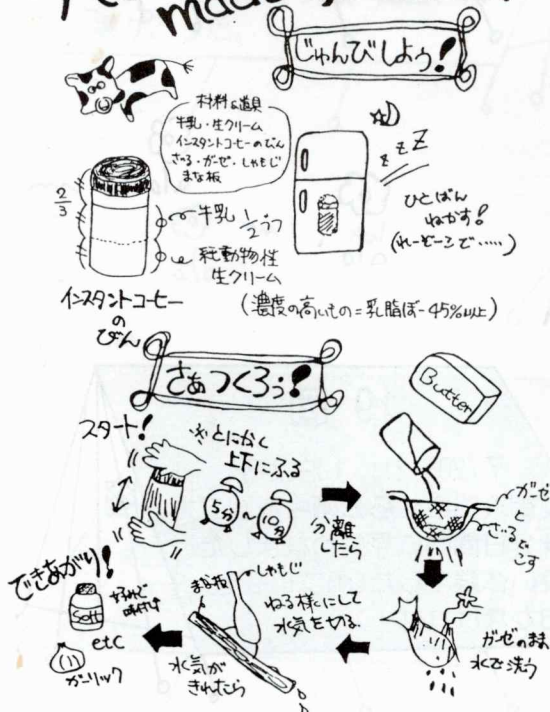 じゅんびしよう!
材料&道具
牛乳・生クリーム
インスタントコーヒーのびん
ざる・ガーゼ・しゃもじ
まな板
z z Z
ひとばん
ねかす!
(れーぞーこで・・・・・)
2/3
牛乳 1/2づつ
純動物性
生クリーム
インスタントコーヒー
の
びん
(濃度の高いもの=乳脂ぼー45%以上)
さぁつくろう!
Butter
スタート!
※とにかく
上下にふる
5分~10分
分離
したら
ガーゼ
と
ざるで
こす
ガーゼのまま
水で洗う
まな板
しゃもじ
ねる様にして
水気を切る。
水気が
きれたら
できあがり!
Salt
好みで
味付け
etc
ガーリック